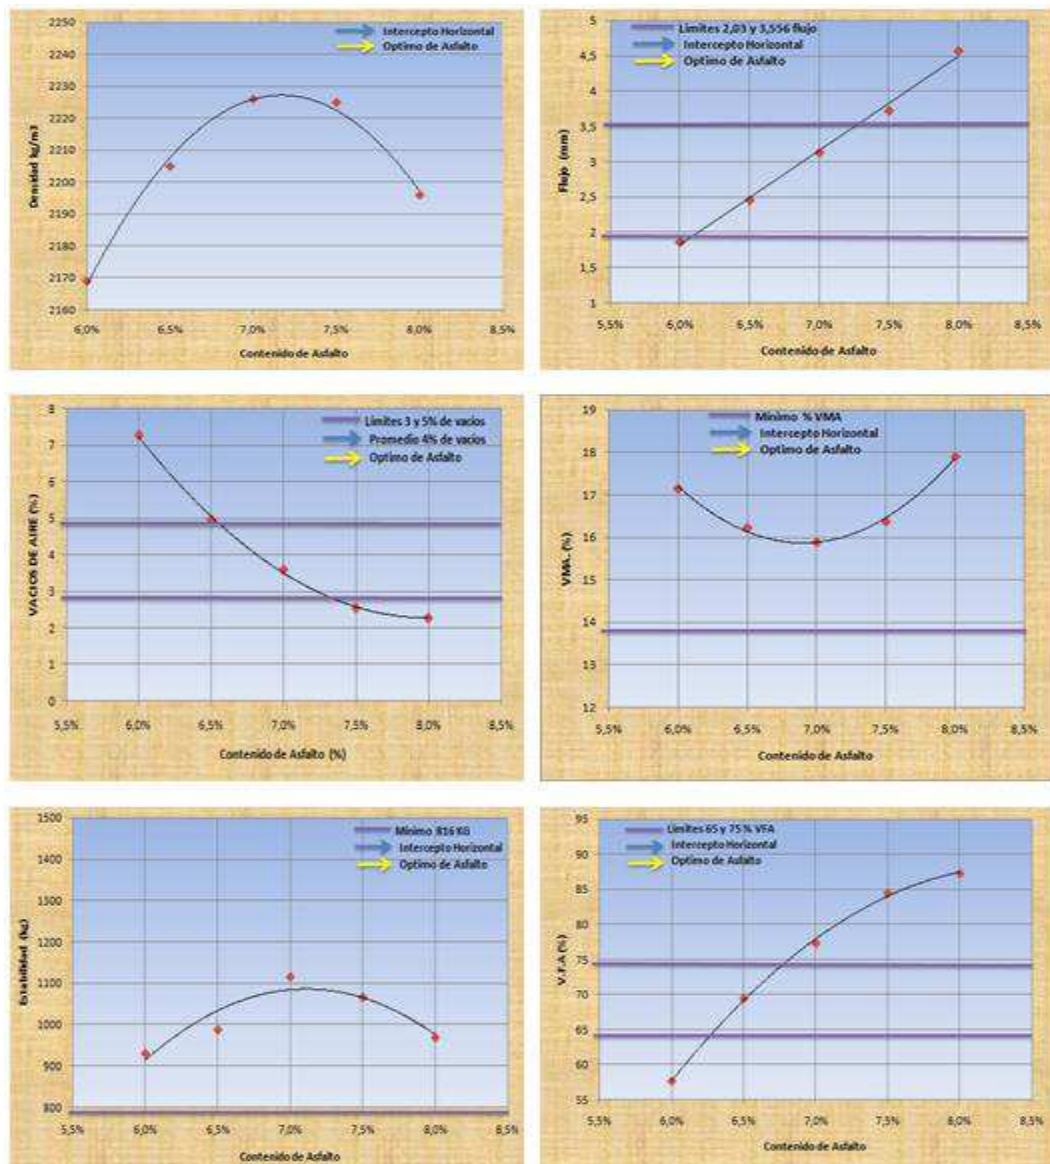 2250
2240
2230
2220
2210
2200
2190
2180
2170
2160
Densidad kg/m3
Intercepto Horizontal
Optimo de Asfalto
6,0% 6,5% 7,0% 7,5% 8,0% 8,5%
Contenido de Asfalto
5
4,5
4
3,5
3
2,5
2
1,5
1
Flujo (mm)
Limites 2,03 y 3,556 flujo
Intercepto Horizontal
Optimo de Asfalto
5,5% 6,0% 6,5% 7,0% 7,5% 8,0% 8,5%
Contenido de Asfalto
8
7
6
5
4
3
2
1
0
VACIOS DE AIRE (%)
Limites 3 y 5% de vacios
Promedio 4% de vacios
Optimo de Asfalto
5,5% 6,0% 6,5% 7,0% 7,5% 8,0% 8,5%
Contenido de Asfalto (%)
19
18
17
16
15
14
13
12
VMA. (%)
Minimo % VMA
Intercepto Horizontal
Optimo de Asfalto
5,5% 6,0% 6,5% 7,0% 7,5% 8,0% 8,5%
Contenido de Asfalto
1500
1400
1300
1200
1100
1000
900
800
Estabilidad (kg)
Minimo 816 KG
Intercepto Horizontal
Optimo de Asfalto
5,5% 6,0% 6,5% 7,0% 7,5% 8,0% 8,5%
Contenido de Asfalto
95
90
85
80
75
70
65
60
55
V.F.A (%)
Limites 65 y 75% VFA
Intercepto Horizontal
Optimo de Asfalto
5,5% 6,0% 6,5% 7,0% 7,5% 8,0% 8,5%
Contenido de Asfalto